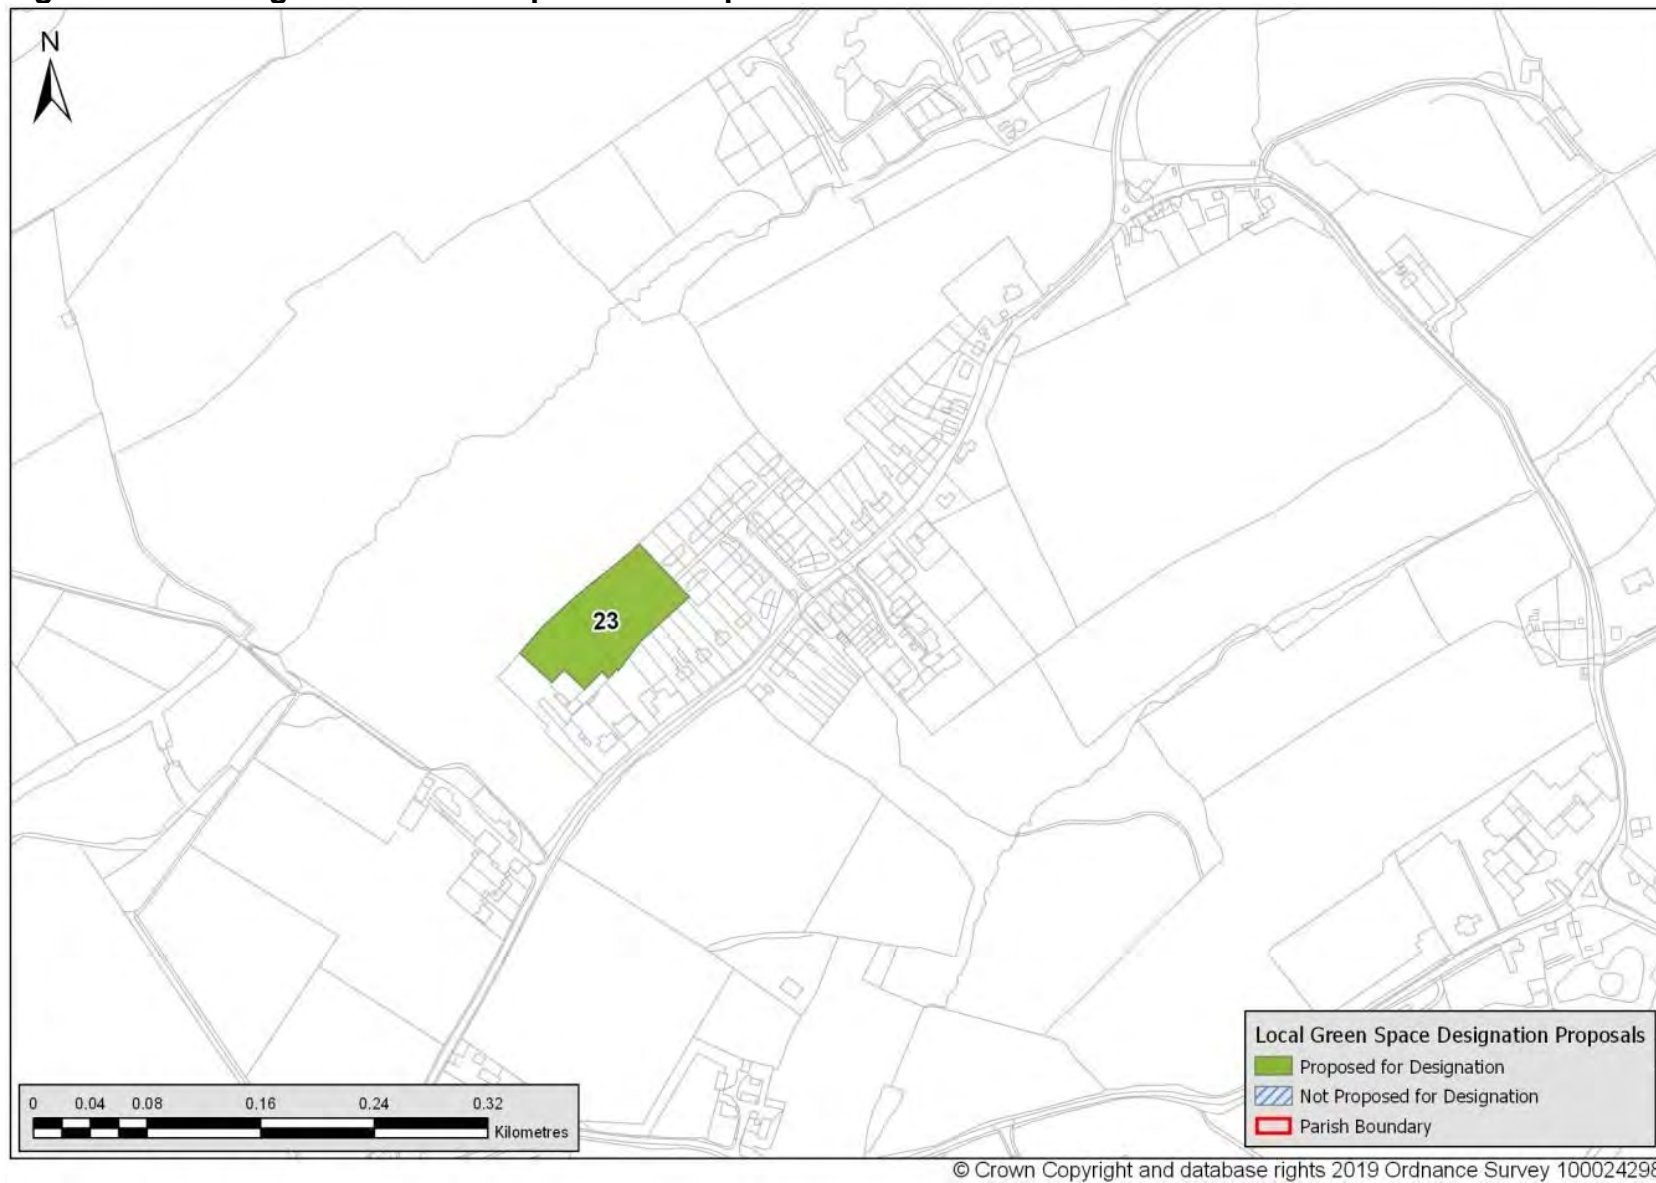 N
23
Local Green Space Designation Proposals
Proposed for Designation
Not Proposed for Designation
Parish Boundary
0 0.04 0.08 0.16 0.24 0.32
Kilometres
© Crown Copyright and database rights 2019 Ordnance Survey 100024298